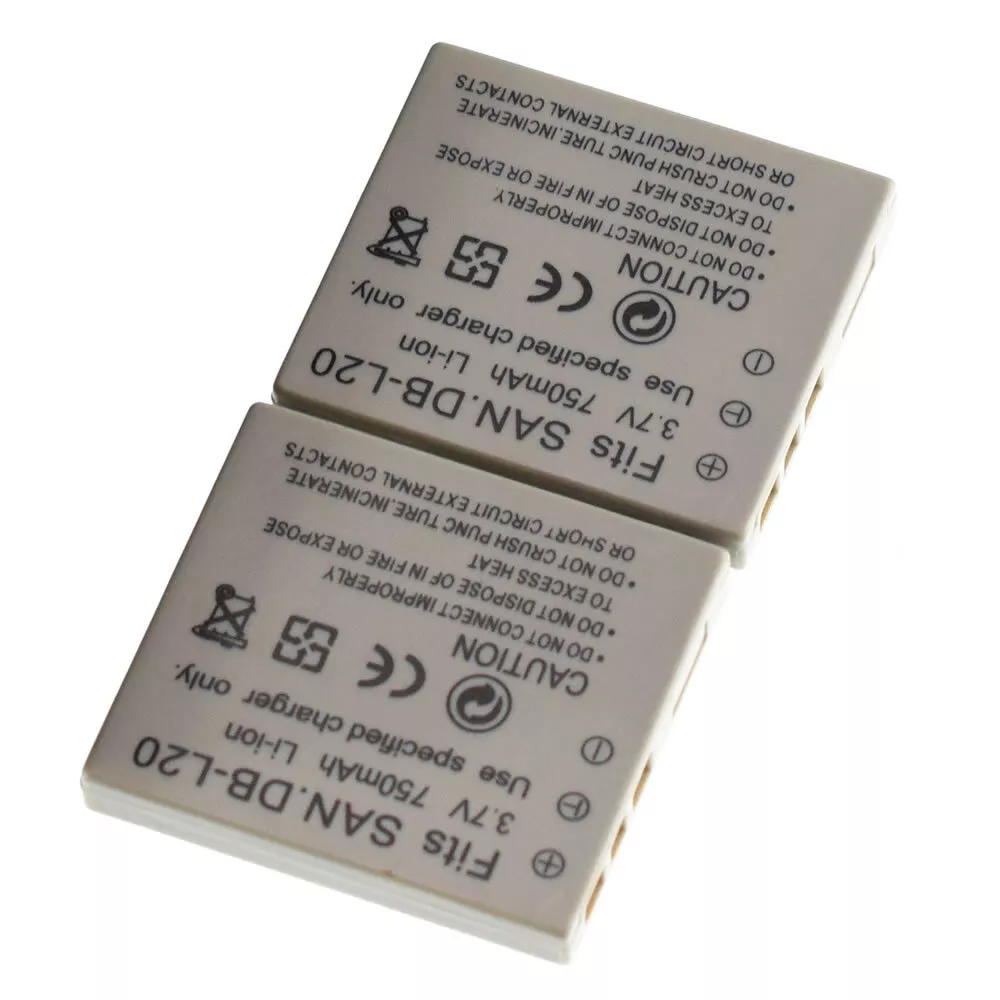 Fits SAN.DB-L20
3.7V 750mAh Li-ion
Use specified charger only.
CE
CAUTION
• DO NOT CONNECT IMPROPERLY
• DO NOT DISPOSE OF IN FIRE OR EXPOSE
TO EXCESS HEAT
• DO NOT CRUSH PUNC TURE.INCINERATE
OR SHORT CIRCUIT EXTERNAL CONTACTS
Fits SAN.DB-L20
3.7V 750mAh Li-ion
Use specified charger only.
CE
CAUTION
• DO NOT CONNECT IMPROPERLY
• DO NOT DISPOSE OF IN FIRE OR EXPOSE
TO EXCESS HEAT
• DO NOT CRUSH PUNC TURE.INCINERATE
OR SHORT CIRCUIT EXTERNAL CONTACTS